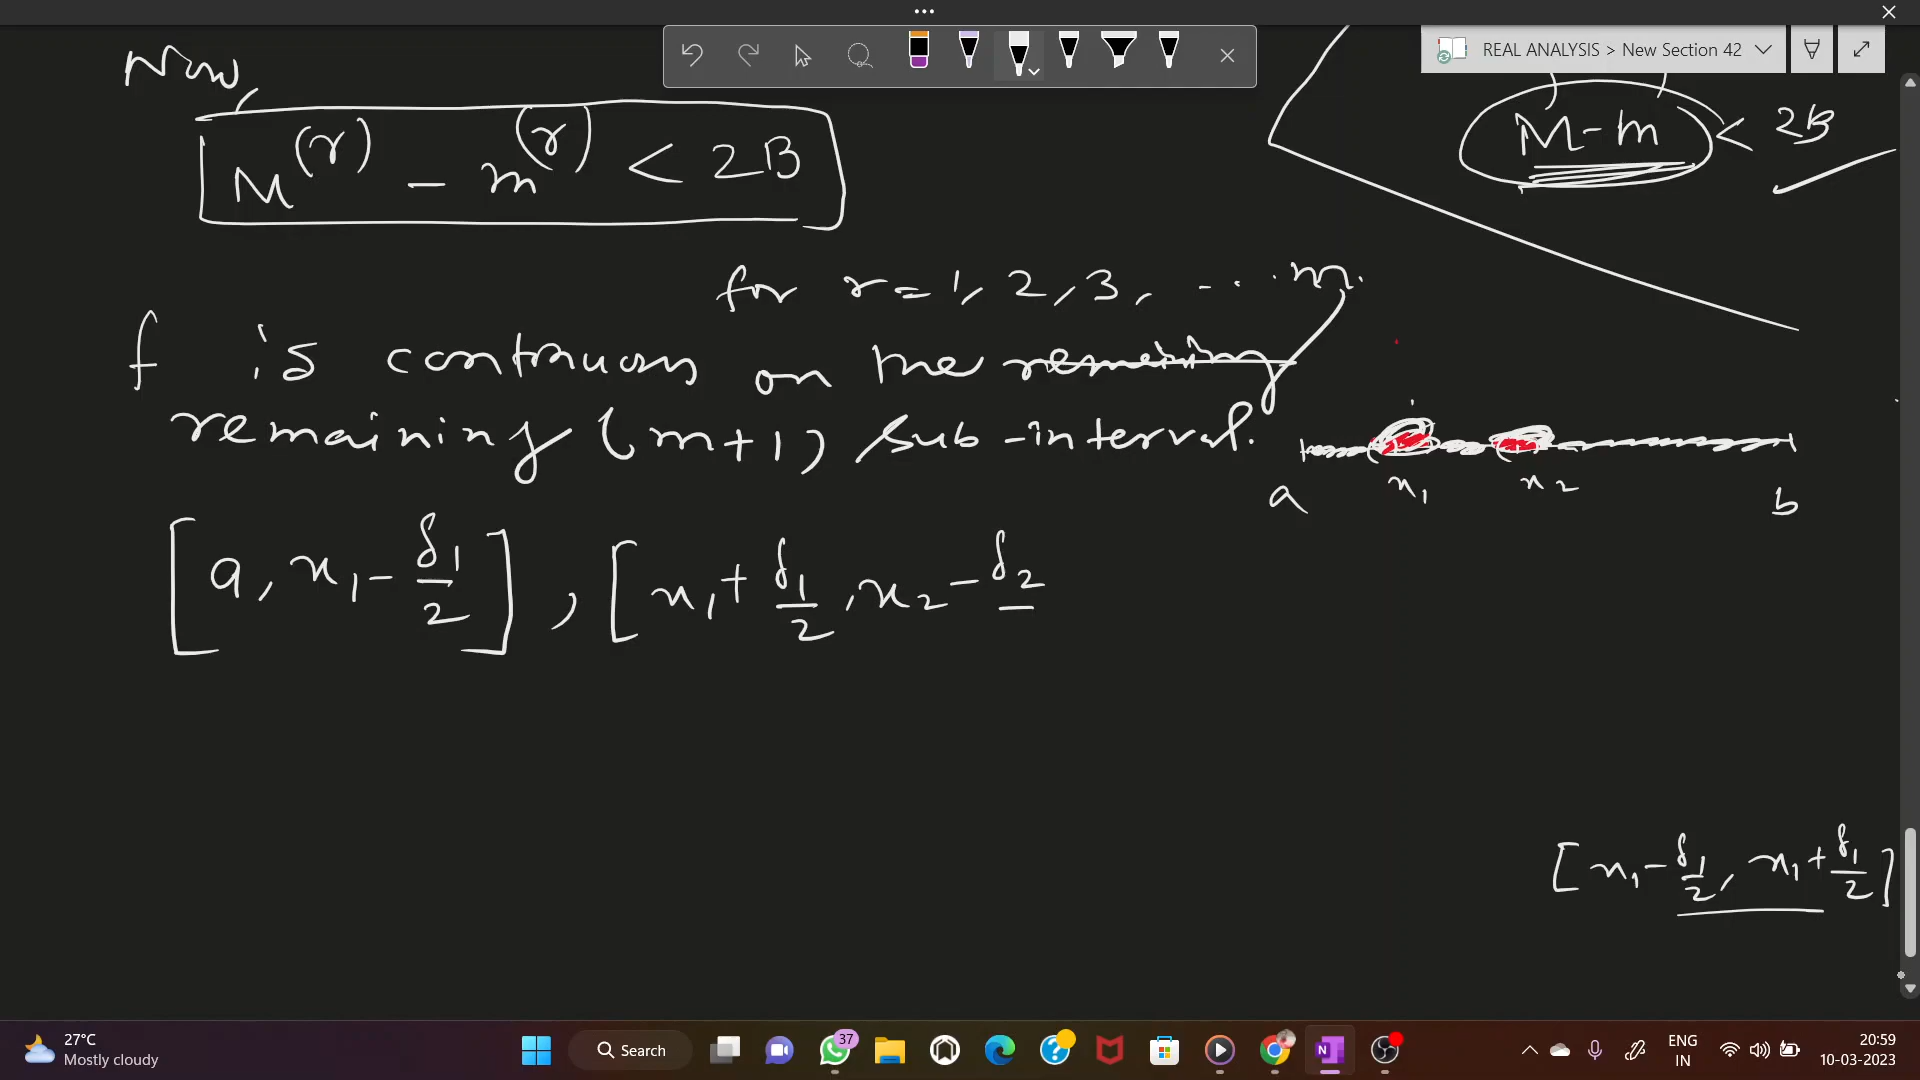 REAL ANALYSIS > New Section 42
Now,
M^(r) - m^(r) < 2B
M-m < 2B
for r = 1, 2, 3, ... m.
f is continuous on the remaining
remaining (m+1) sub-interval.
a x₁ x₂ b
[a, x₁ - δ₁/2], [x₁ + δ₁/2, x₂ - δ₂
[x₁ - δ₁/2, x₁ + δ₁/2]
27°C
Mostly cloudy
Search
37
ENG
IN
20:59
10-03-2023